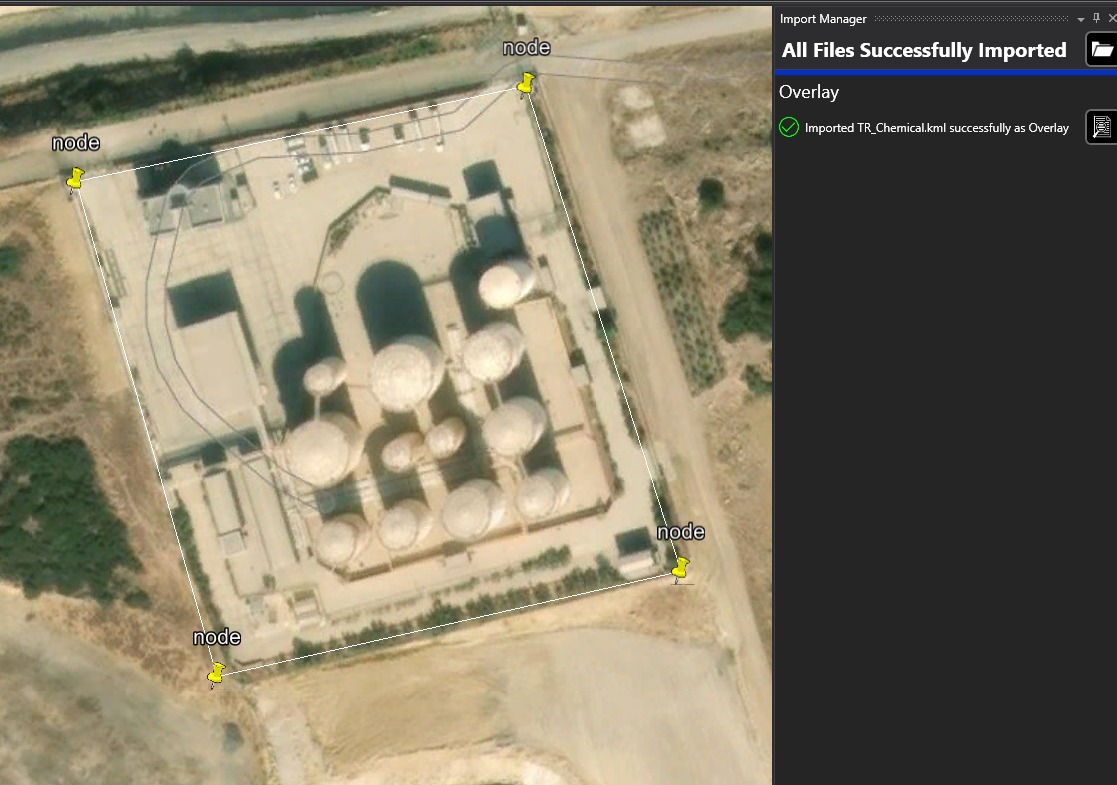 Import Manager
All Files Successfully Imported
Overlay
Imported TR_Chemical.kml successfully as Overlay
node
node
node
node